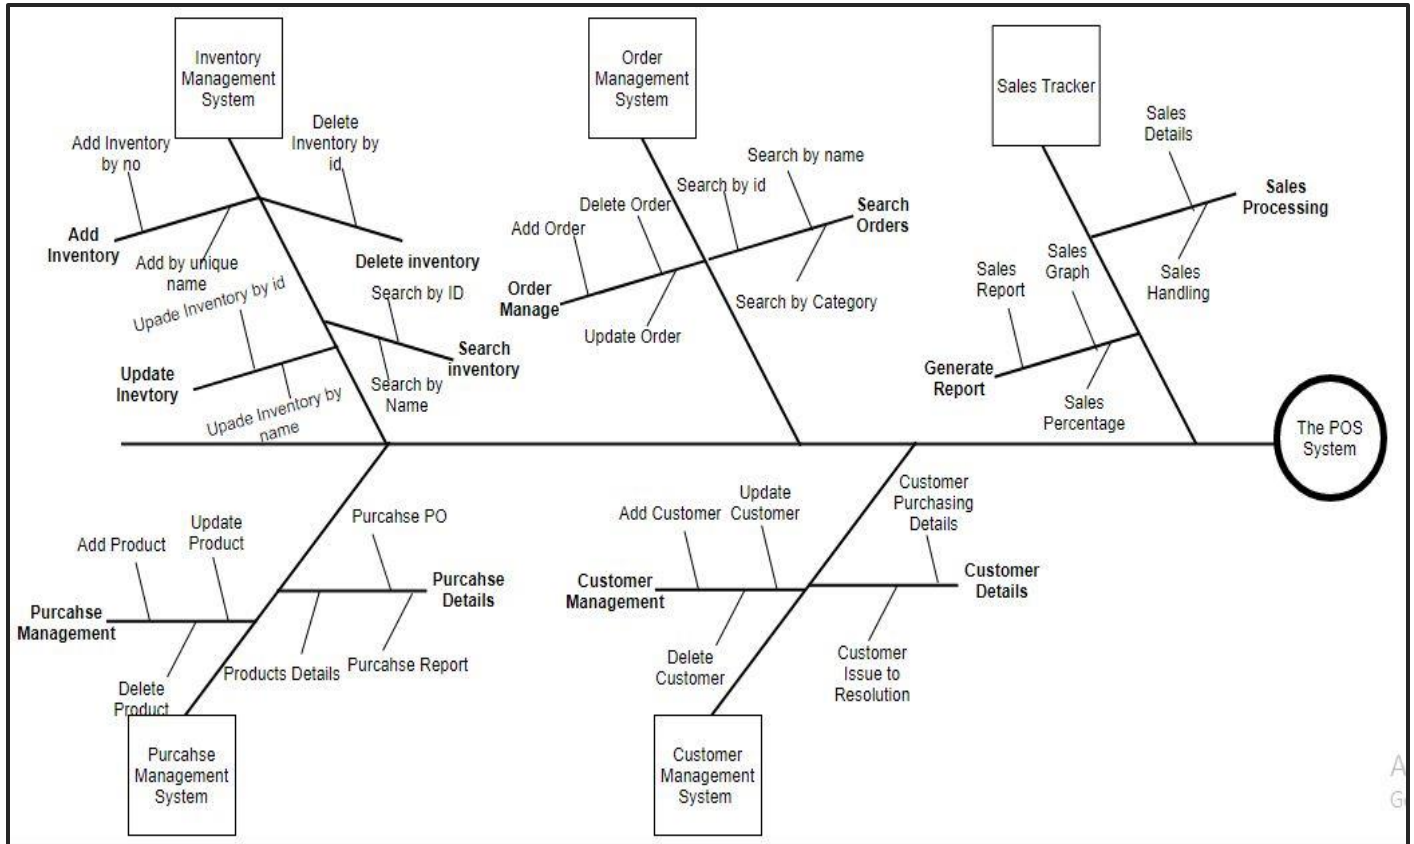 Inventory
Management
System
Order
Management
System
Sales Tracker
Add Inventory
by no
Delete
Inventory by
id
Add
Inventory
Add by unique
name
Delete inventory
Upade Inventory by id
Search by ID
Update
Inevtory
Search
inventory
Search by
Name
Upade Inventory by
name
Search by name
Search by id
Delete Order
Add Order
Search
Orders
Order
Manage
Search by Category
Update Order
Sales
Details
Sales
Processing
Sales
Graph
Sales
Report
Sales
Handling
Generate
Report
Sales
Percentage
The POS
System
Purcahse PO
Update
Product
Add Product
Purcahse
Details
Purcahse
Management
Products Details
Purcahse Report
Delete
Product
Purcahse
Management
System
Customer
Purchasing
Details
Update
Customer
Add Customer
Customer
Management
Customer
Details
Delete
Customer
Customer
Issue to
Resolution
Customer
Management
System